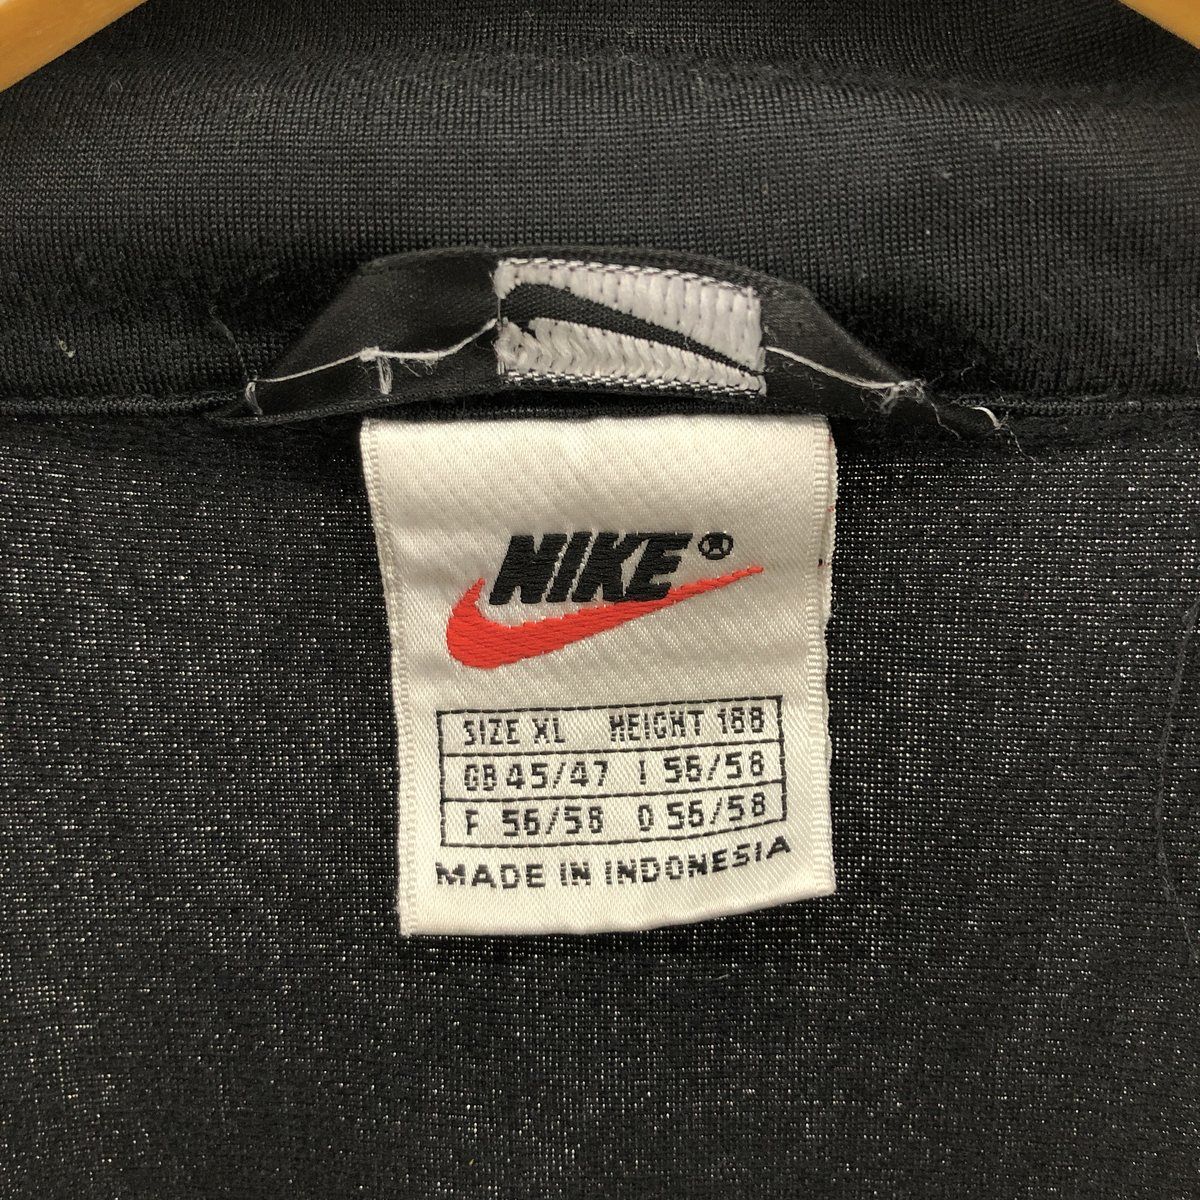 NIKE®
SIZE XL HEIGHT 188
GB 45/47 I 56/58
F 56/58 D 56/58
MADE IN INDONESIA